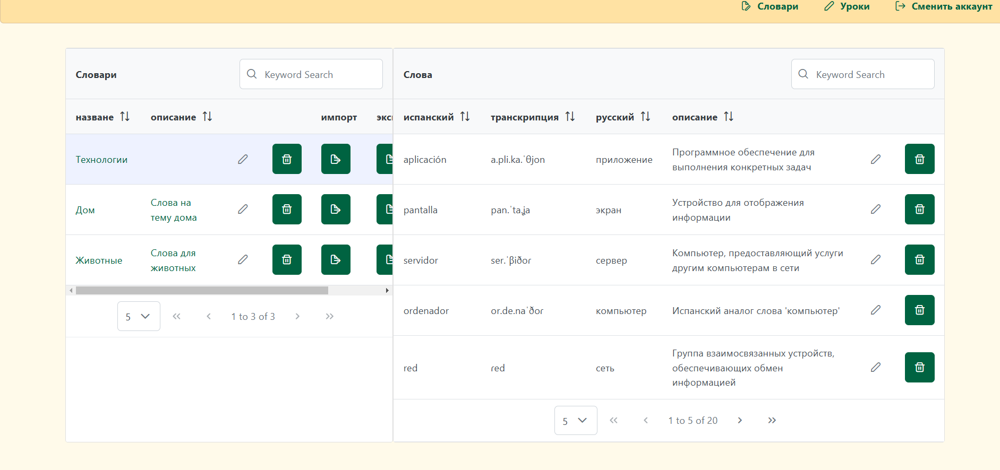 Словари Уроки Сменить аккаунт
Словари
Keyword Search
назване описание импорт
Технологии
Дом
Слова на
тему дома
Животные
Слова для
животных
5 1 to 3 of 3
Слова
Keyword Search
испанский транскрипция русский описание
aplicación a.pli.ka.ˈθjon приложение
Программное обеспечение для
выполнения конкретных задач
pantalla pan.ˈta.ʝa экран
Устройство для отображения
информации
servidor ser.ˈβiðoɾ сервер
Компьютер, предоставляющий услуги
другим компьютерам в сети
ordenador or.de.naˈðoɾ компьютер Испанский аналог слова 'компьютер'
red red сеть
Группа взаимосвязанных устройств,
обеспечивающих обмен
информацией
5 1 to 5 of 20